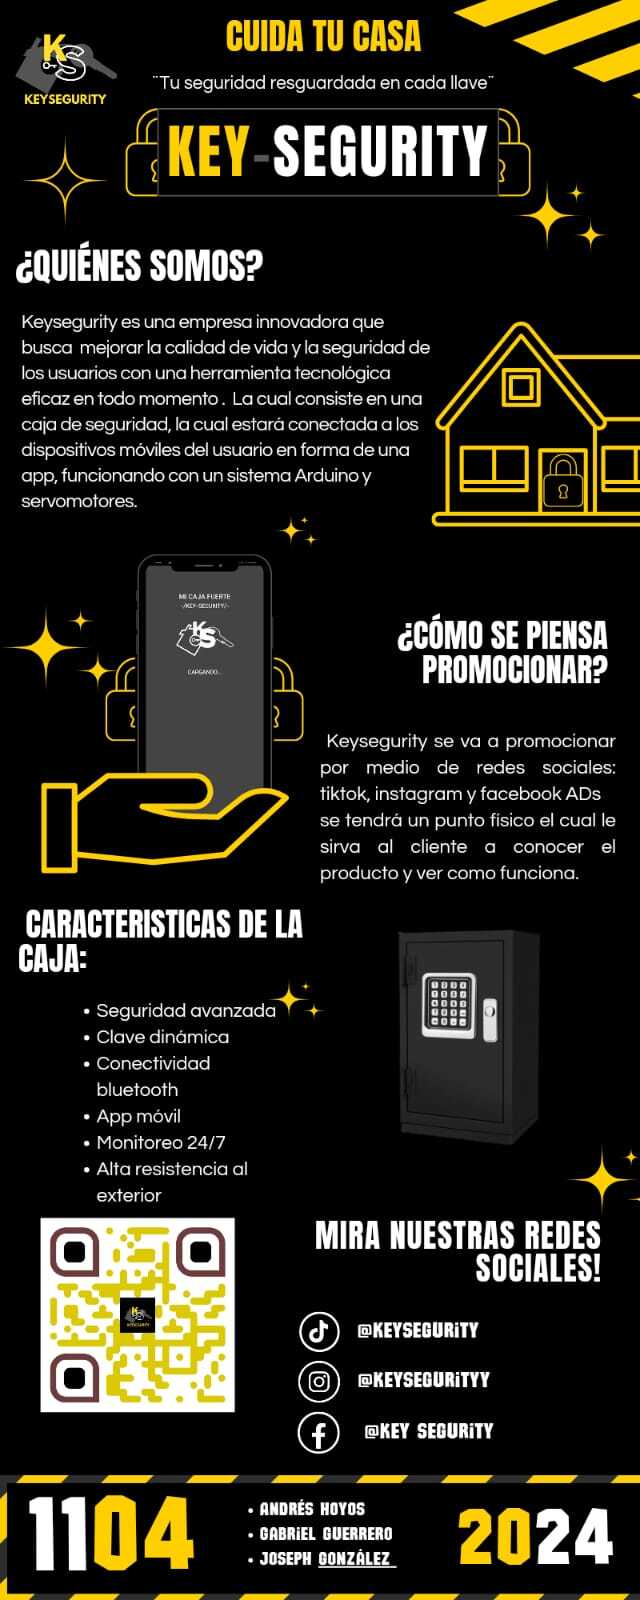 CUIDA TU CASA
KS
KEYSEGURITY
¨Tu seguridad resguardada en cada llave¨
KEY-SEGURITY
¿QUIÉNES SOMOS?
Keysegurity es una empresa innovadora que
busca mejorar la calidad de vida y la seguridad de
los usuarios con una herramienta tecnológica
eficaz en todo momento . La cual consiste en una
caja de seguridad, la cual estará conectada a los
dispositivos móviles del usuario en forma de una
app, funcionando con un sistema Arduino y
servomotores.
MI CAJA FUERTE
-/KEY-SECURITY/-
KS
CARGANDO...
¿CÓMO SE PIENSA
PROMOCIONAR?
Keysegurity se va a promocionar
por medio de redes sociales:
tiktok, instagram y facebook ADs
se tendrá un punto físico el cual le
sirva al cliente a conocer el
producto y ver como funciona.
CARACTERISTICAS DE LA
CAJA:
• Seguridad avanzada
• Clave dinámica
• Conectividad
bluetooth
• App móvil
• Monitoreo 24/7
• Alta resistencia al
exterior
MIRA NUESTRAS REDES
SOCIALES!
@KEYSEGURiTY
@KEYSEGURiTYY
@KEY SEGURiTY
1104
• ANDRÉS HOYOS
• GABRiEL GUERRERO
• JOSEPH GONZÁLEZ
2024